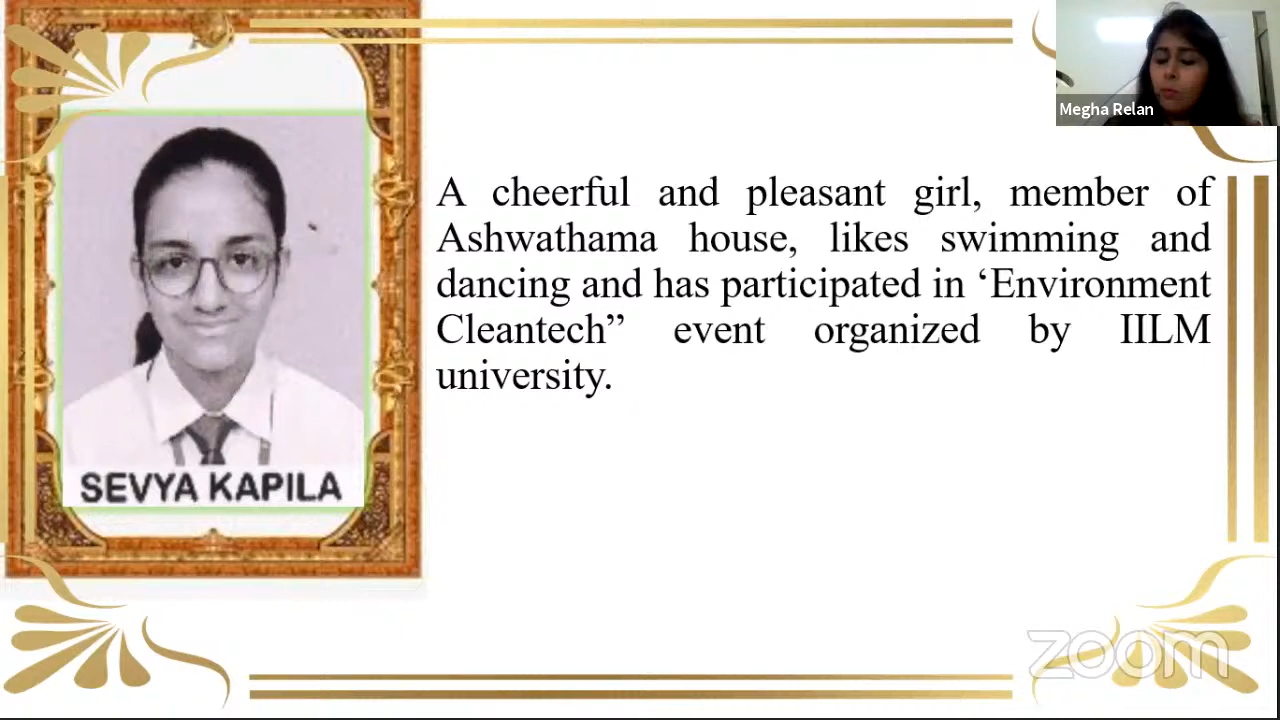 Megha Relan
A cheerful and pleasant girl, member of
Ashwathama house, likes swimming and
dancing and has participated in ‘Environment
Cleantech” event organized by IILM
university.
SEVYA KAPILA
zoom